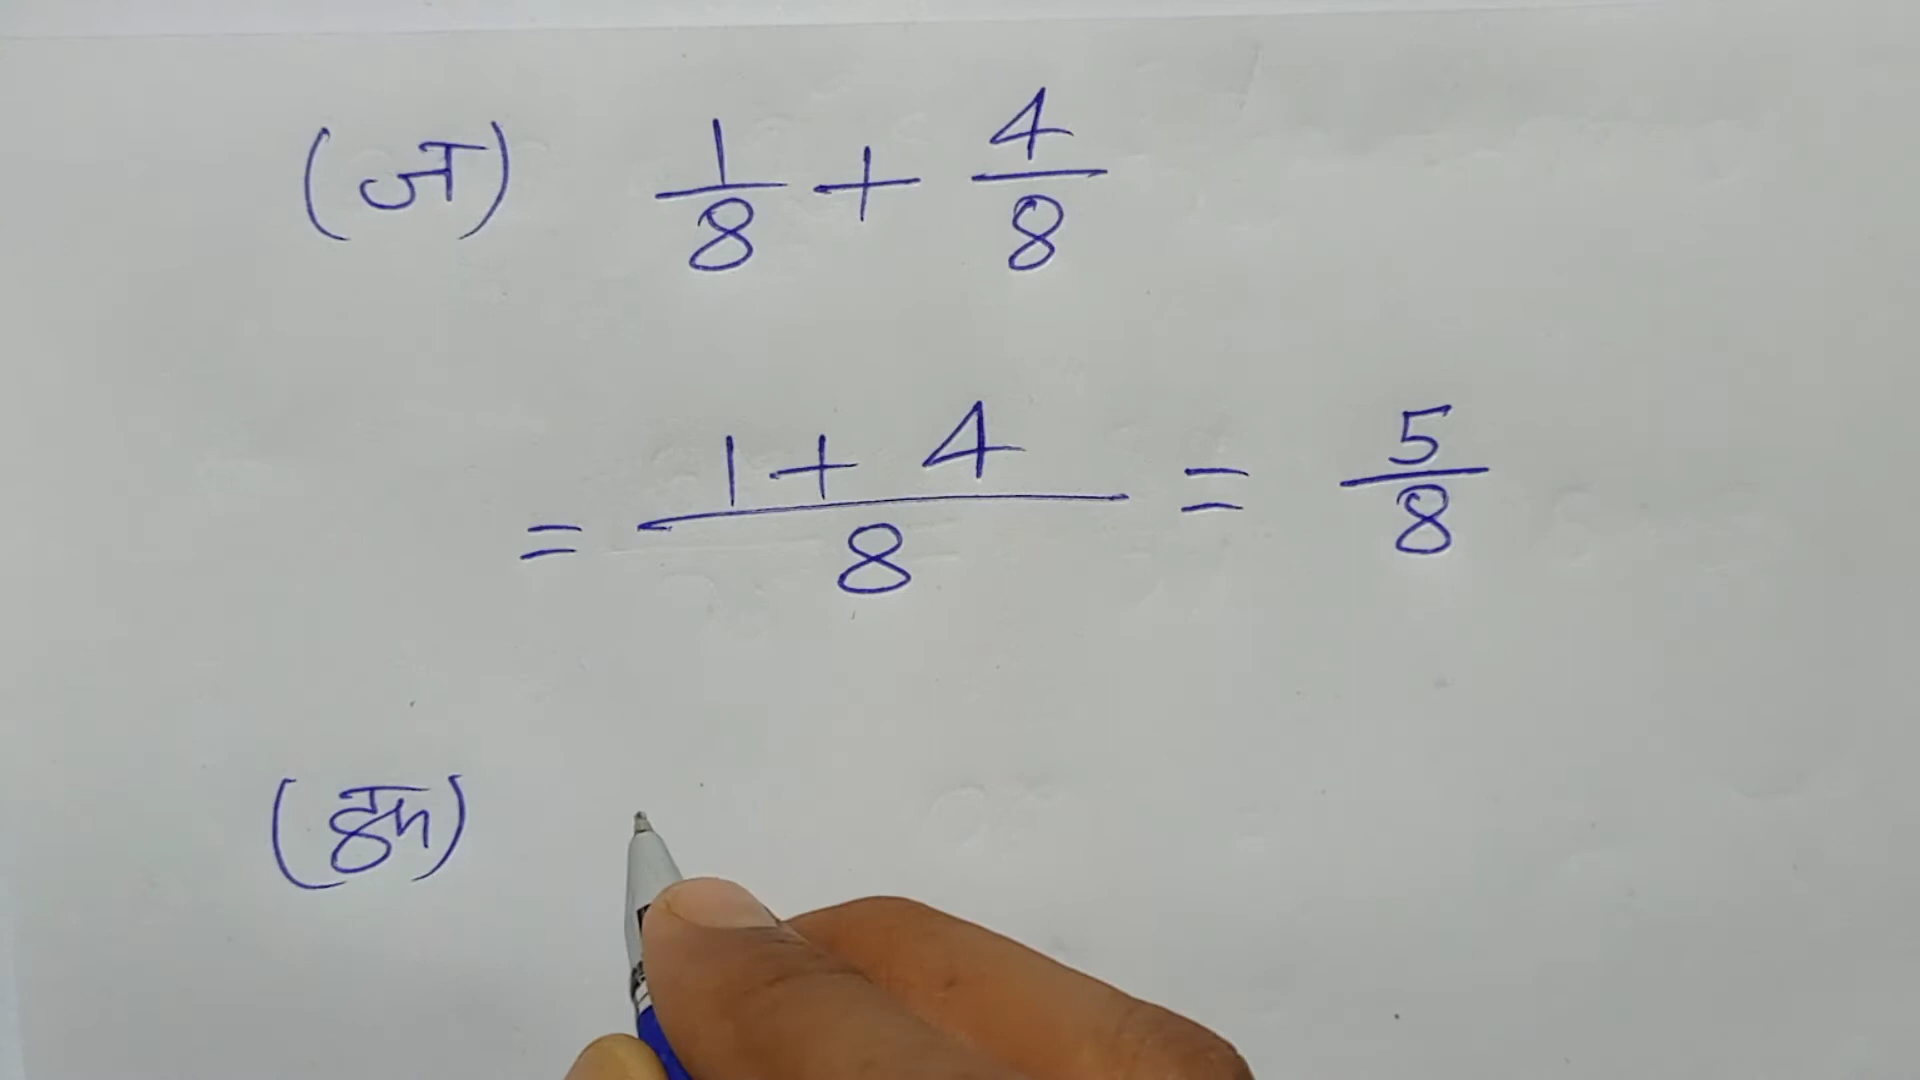 (ज) 1/8 + 4/8
= 1 + 4/8 = 5/8
(झ)